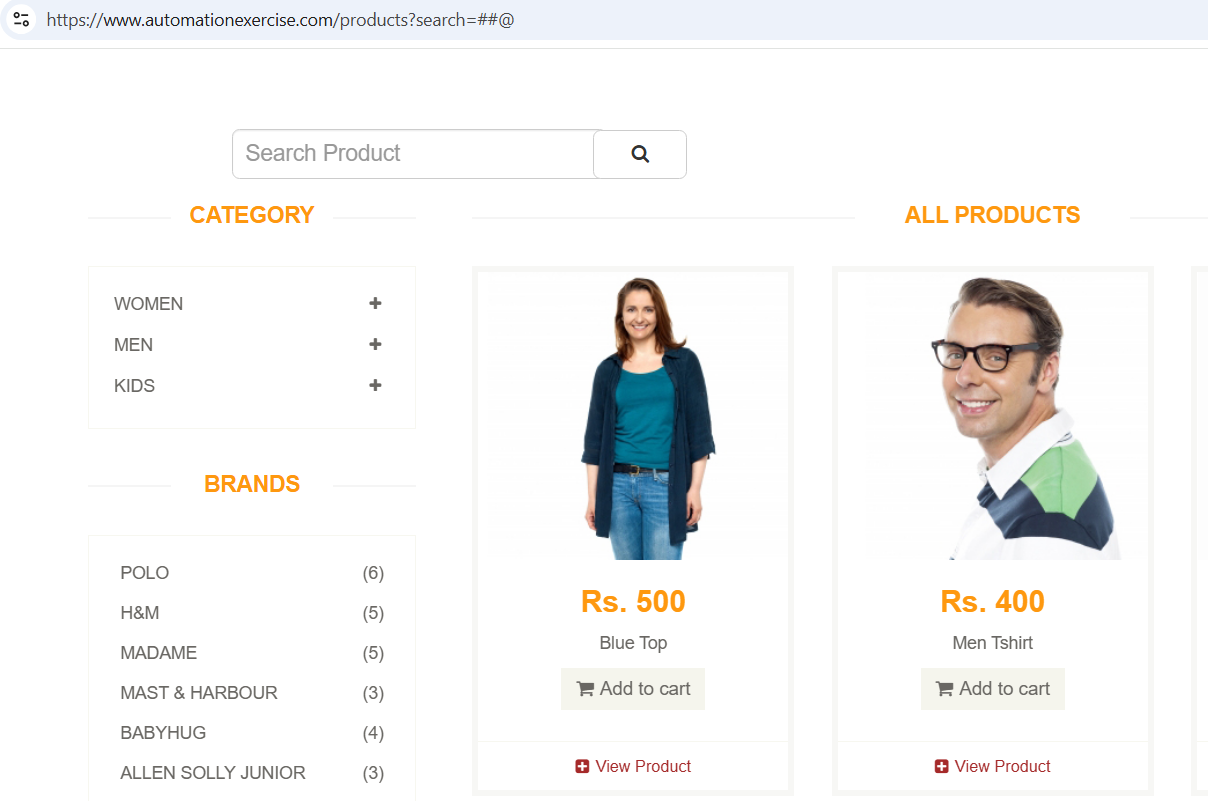 https://www.automationexercise.com/products?search=##@
Search Product
CATEGORY
WOMEN
MEN
KIDS
BRANDS
POLO (6)
H&M (5)
MADAME (5)
MAST & HARBOUR (3)
BABYHUG (4)
ALLEN SOLLY JUNIOR (3)
ALL PRODUCTS
Rs. 500
Blue Top
Add to cart
View Product
Rs. 400
Men Tshirt
Add to cart
View Product